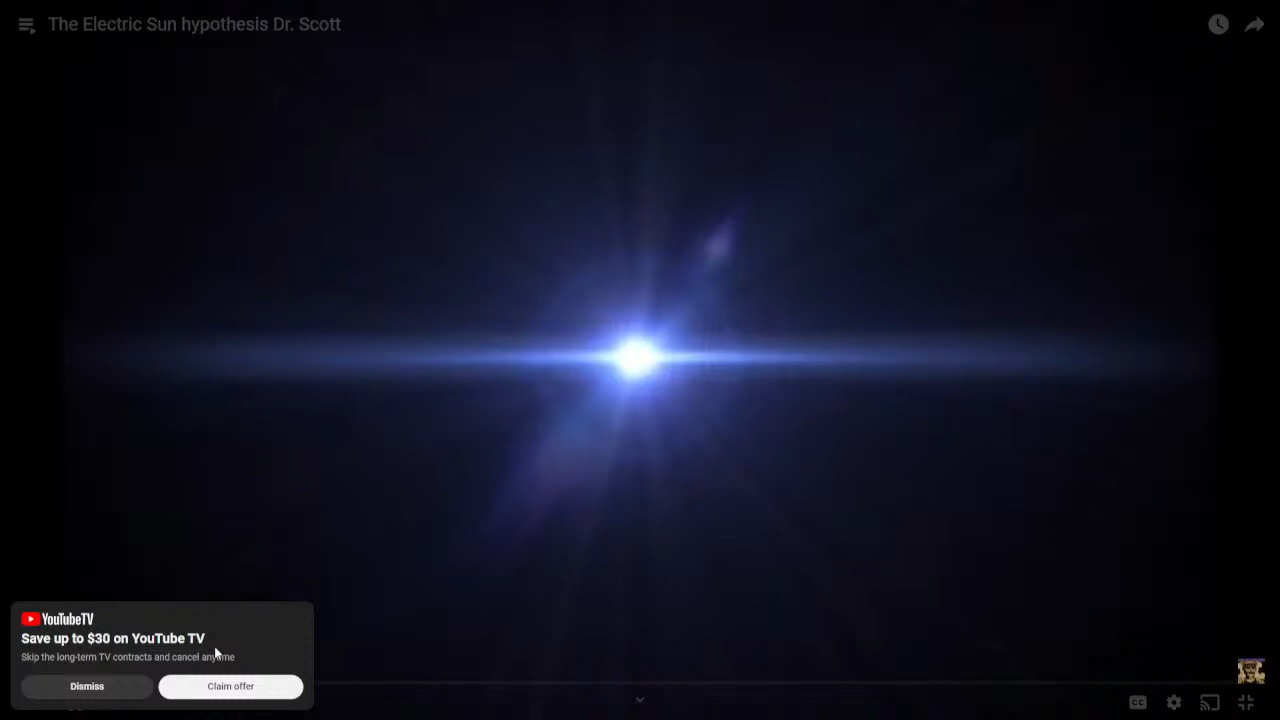 The Electric Sun hypothesis Dr. Scott
YouTubeTV
Save up to $30 on YouTube TV
Skip the long-term TV contracts and cancel anytime
Dismiss
Claim offer
CC